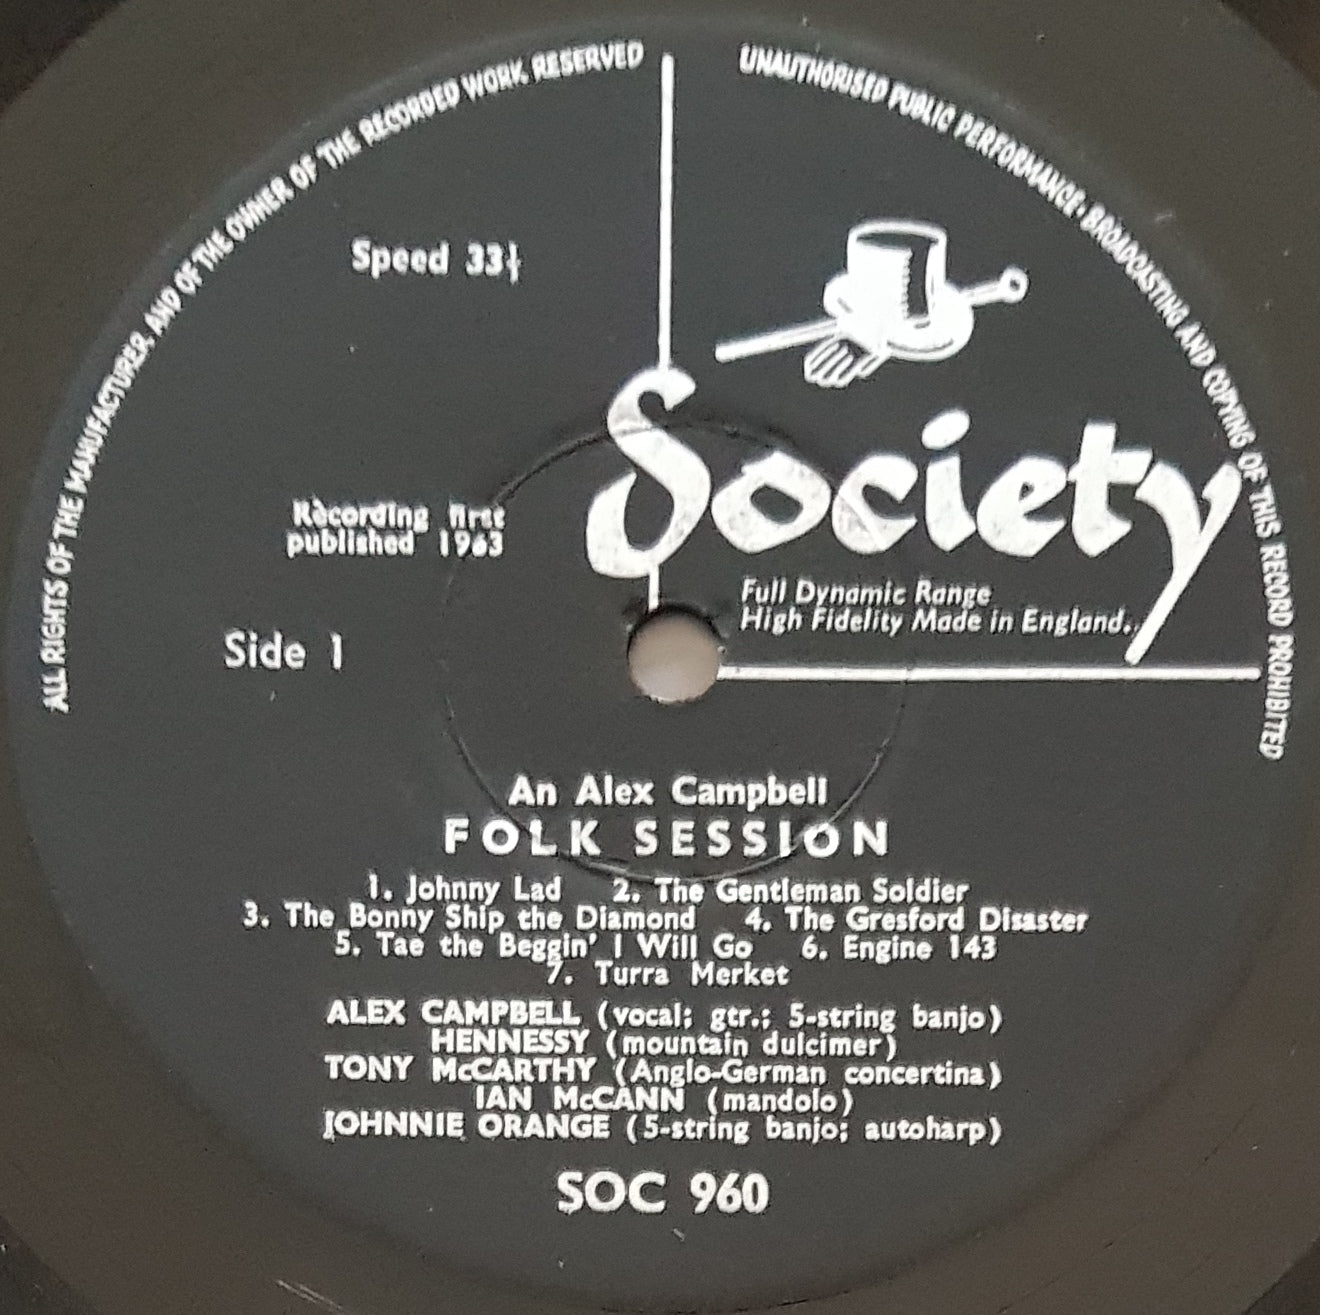 ALL RIGHTS OF THE MANUFACTURER, AND OF THE OWNER OF THE RECORDED WORK, RESERVED
UNAUTHORISED PUBLIC PERFORMANCE, BROADCASTING AND COPYING OF THIS RECORD PROHIBITED
Speed 33⅓
Society
Recording first
published 1963
Full Dynamic Range
High Fidelity Made in England.
Side 1
An Alex Campbell
FOLK SESSION
1. Johnny Lad 2. The Gentleman Soldier
3. The Bonny Ship the Diamond 4. The Gresford Disaster
5. Tae the Beggin' I Will Go 6. Engine 143
7. Turra Merket
ALEX CAMPBELL (vocal; gtr.; 5-string banjo)
HENNESSY (mountain dulcimer)
TONY McCARTHY (Anglo-German concertina)
IAN McCANN (mandolo)
JOHNNIE ORANGE (5-string banjo; autoharp)
SOC 960